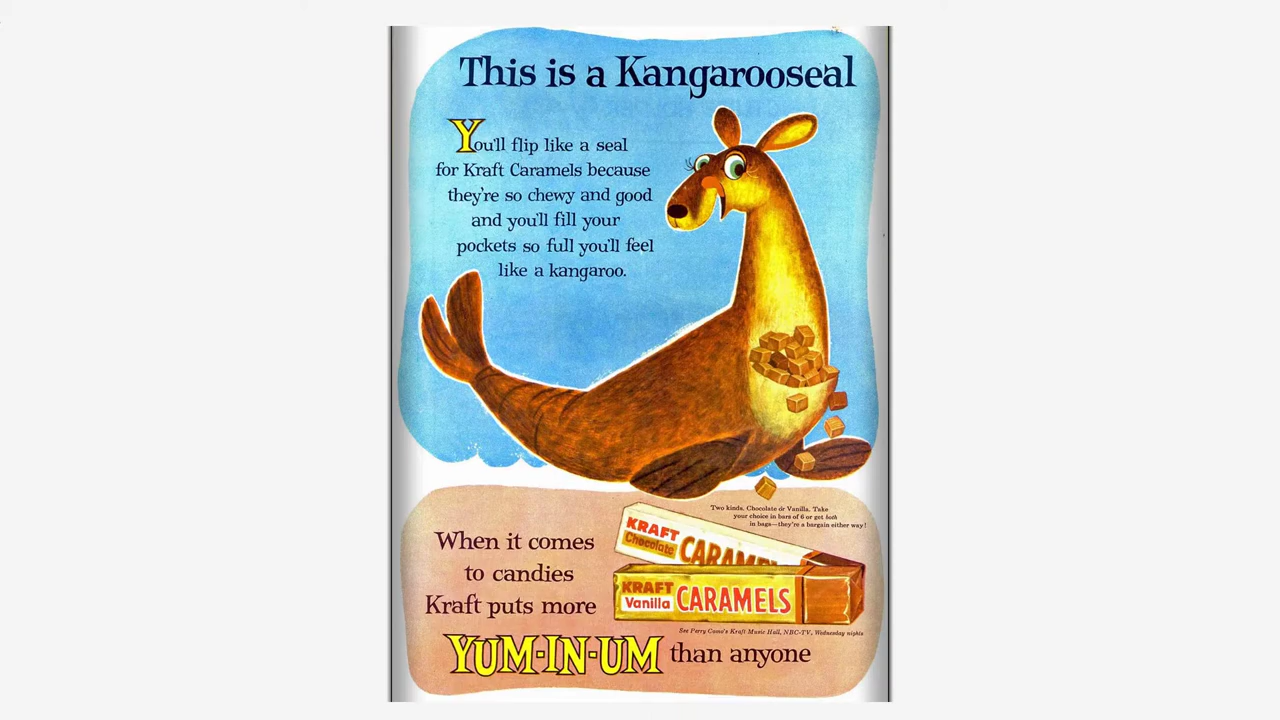 This is a Kangarooseal
You'll flip like a seal
for Kraft Caramels because
they're so chewy and good
and you'll fill your
pockets so full you'll feel
like a kangaroo.
Two kinds, Chocolate or Vanilla. Take
your choice in bars of 6 or get both
in bags—they're a bargain either way!
KRAFT
Chocolate CARAMEL
KRAFT
Vanilla CARAMELS
See Perry Como's Kraft Music Hall, NBC-TV, Wednesday nights
When it comes
to candies
Kraft puts more
YUM-IN-UM than anyone